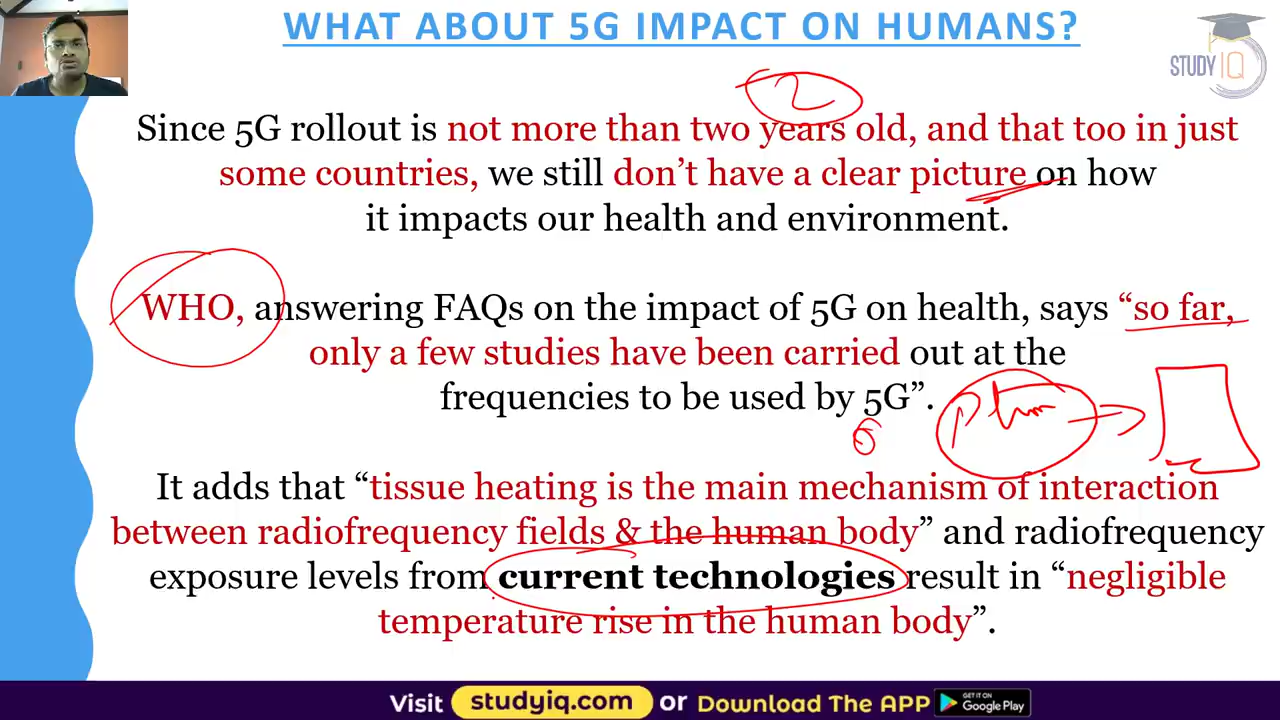 WHAT ABOUT 5G IMPACT ON HUMANS?
STUDY IQ
2
Since 5G rollout is not more than two years old, and that too in just
some countries, we still don’t have a clear picture on how
it impacts our health and environment.
WHO, answering FAQs on the impact of 5G on health, says “so far,
only a few studies have been carried out at the
frequencies to be used by 5G”.
It adds that “tissue heating is the main mechanism of interaction
between radiofrequency fields & the human body” and radiofrequency
exposure levels from current technologies result in “negligible
temperature rise in the human body”.
Visit studyiq.com or Download The APP GET IT ON Google Play